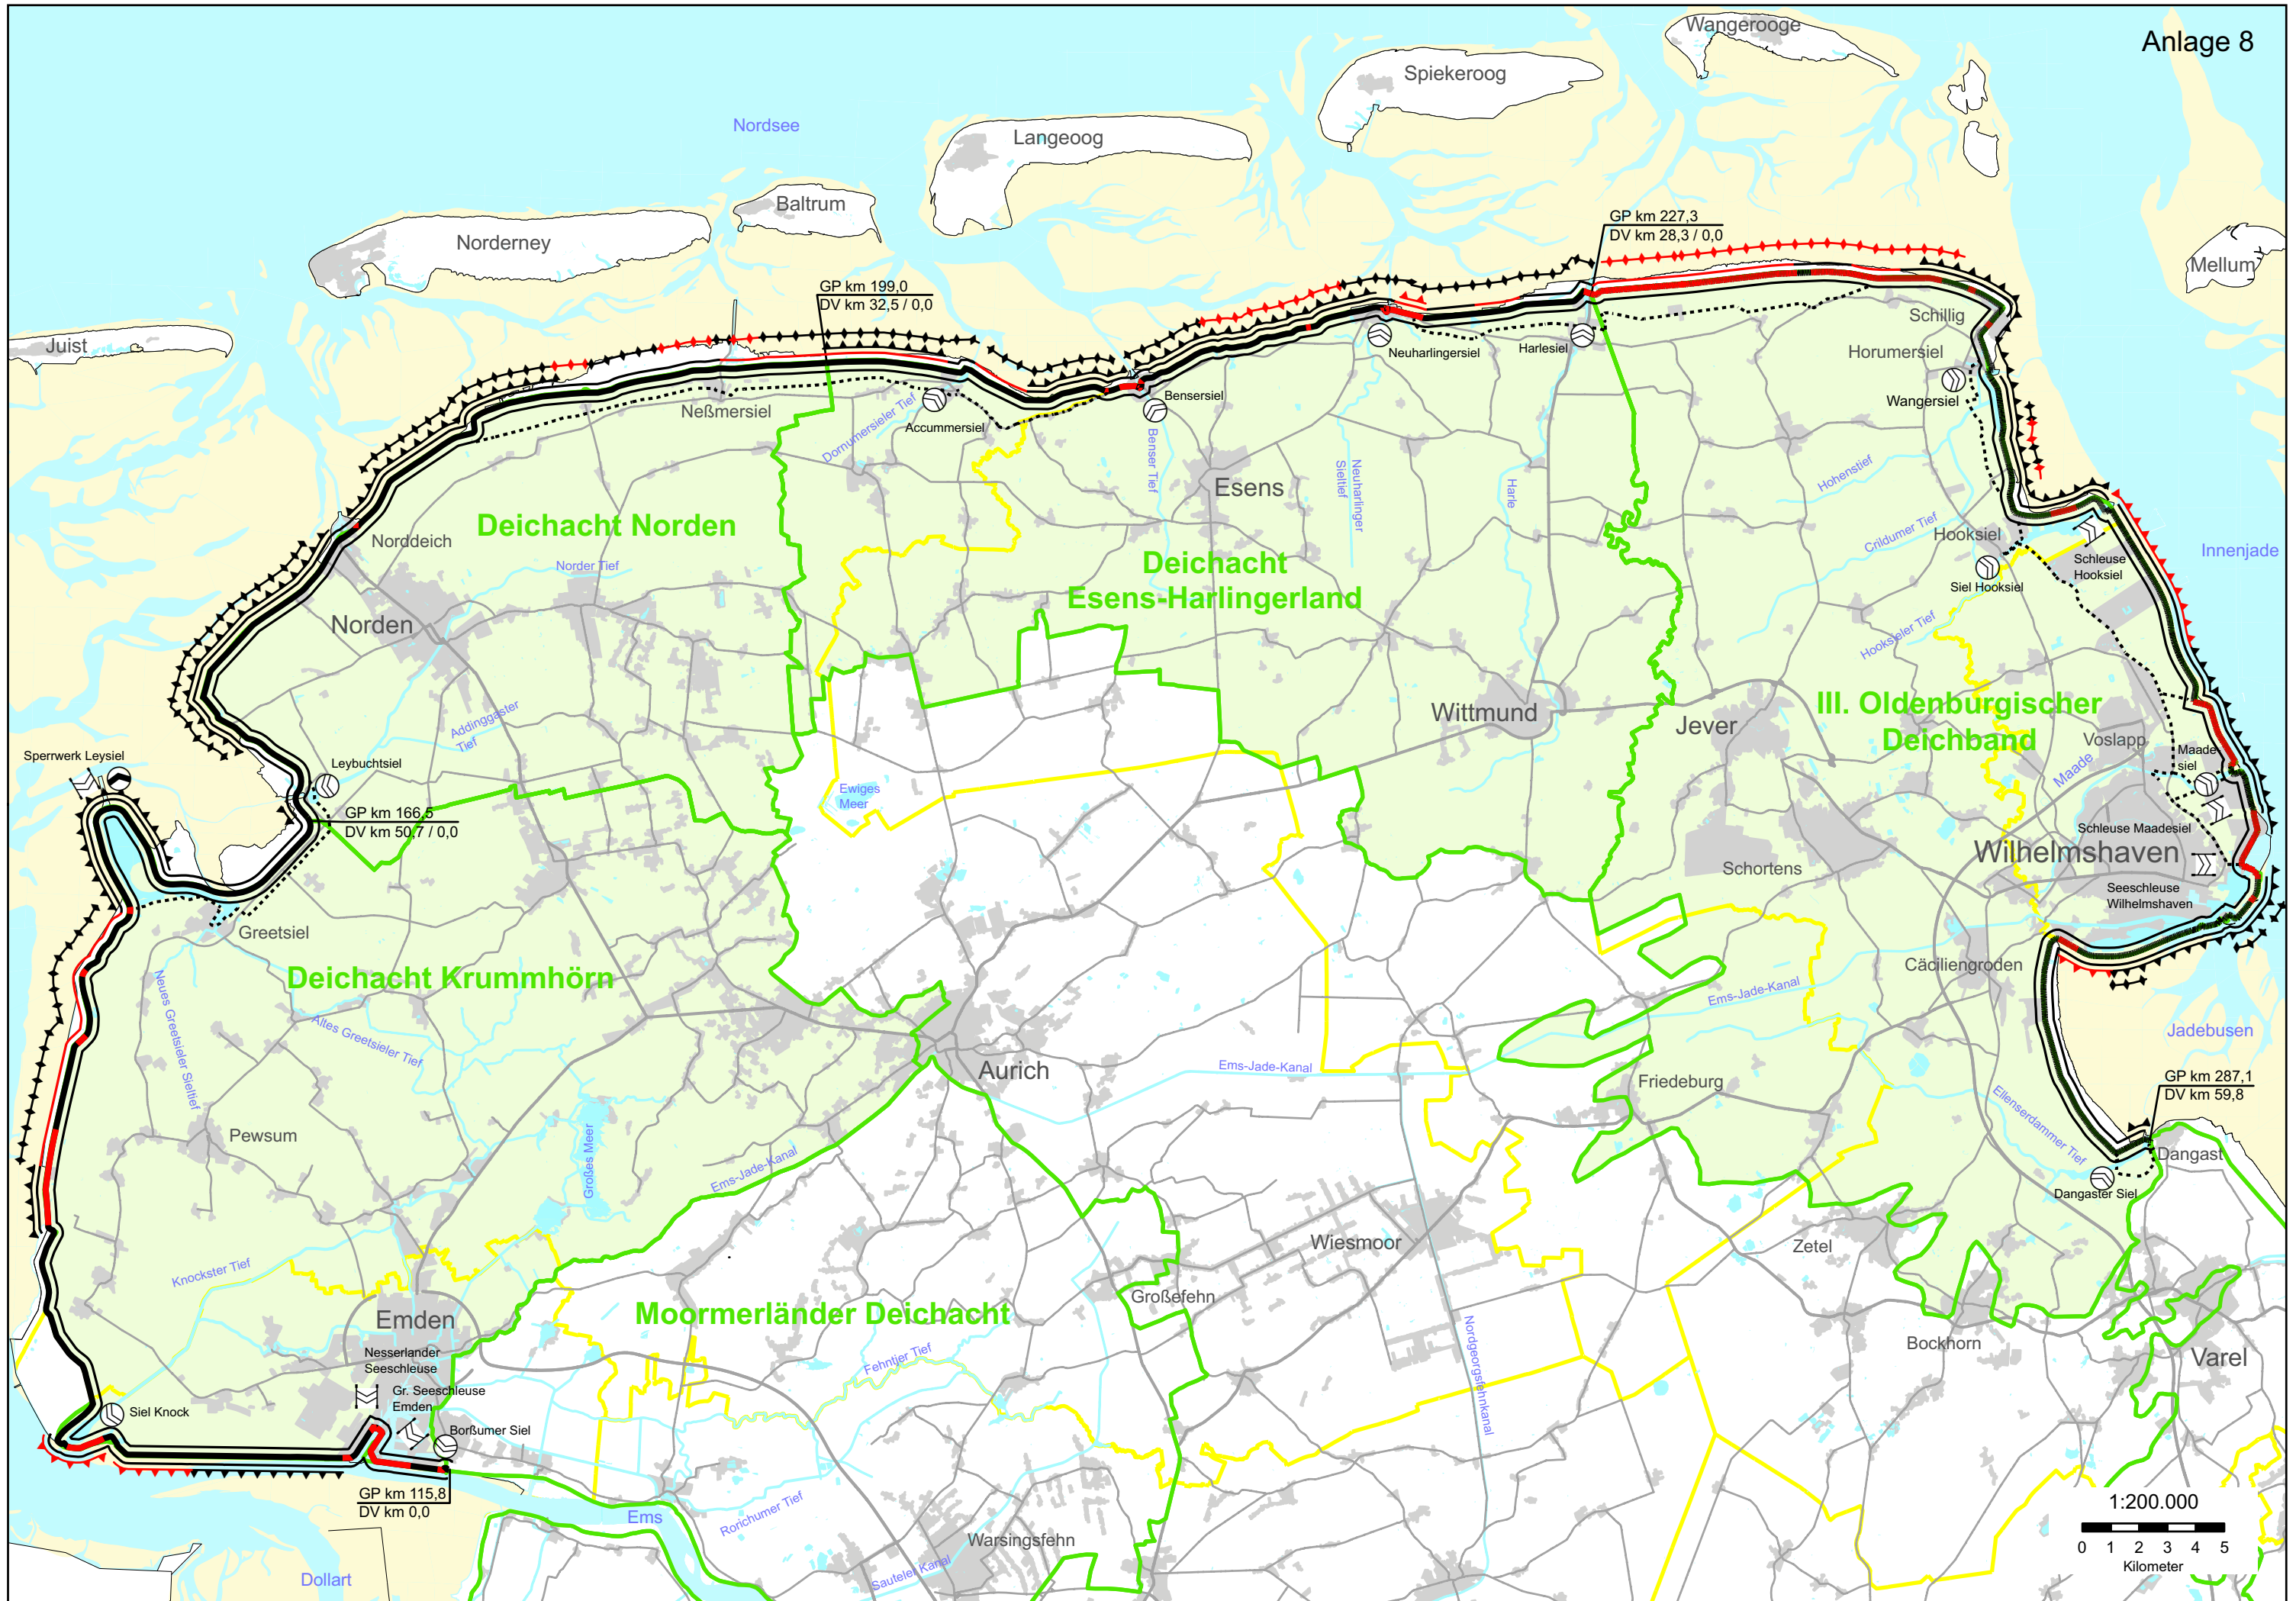 Anlage 8
Wangerooge
Spiekeroog
Nordsee
Langeoog
Baltrum
Norderney
Mellum
Juist
GP km 227,3
DV km 28,3 / 0,0
GP km 199,0
DV km 32,5 / 0,0
Schillig
Horumersiel
Wangersiel
Neuharlingersiel
Harlesiel
Neßmersiel
Accummersiel
Bensersiel
Dornumersieler Tief
Benser Tief
Neuharlinger
Sieltief
Harle
Esens
Hohenstief
Crildumer Tief
Hooksiel
Schleuse
Hooksiel
Siel Hooksiel
Innenjade
Norddeich
Deichacht Norden
Norder Tief
Deichacht
Esens-Harlingerland
Norden
Hooksieler Tief
Addinggaster
Tief
Wittmund
Jever
III. Oldenburgischer
Deichband
Voslapp
Maade
Maade
siel
Sperrwerk Leysiel
Leybuchtsiel
GP km 166,5
DV km 50,7 / 0,0
Ewiges
Meer
Schleuse Maadesiel
Wilhelmshaven
Schortens
Seeschleuse
Wilhelmshaven
Greetsiel
Deichacht Krummhörn
Cäciliengroden
Neues Greetsieler Sieltief
Altes Greetsieler Tief
Ems-Jade-Kanal
Jadebusen
Aurich
Ems-Jade-Kanal
Friedeburg
GP km 287,1
DV km 59,8
Ellenserdammer Tief
Pewsum
Großes Meer
Ems-Jade-Kanal
Dangast
Dangaster Siel
Wiesmoor
Zetel
Knockster Tief
Großefehn
Emden
Moormerländer Deichacht
Nordgeorgsfehnkanal
Bockhorn
Varel
Nesserlander
Seeschleuse
Fehntjer Tief
Gr. Seeschleuse
Emden
Siel Knock
Borßumer Siel
GP km 115,8
DV km 0,0
Ems
Rorichumer Tief
Warsingsfehn
Sauteler Kanal
Dollart
1:200.000
0 1 2 3 4 5
Kilometer